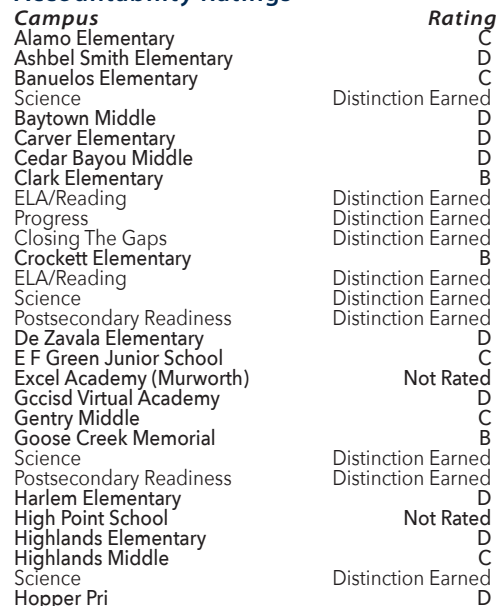 Accountability Ratings
Campus Rating
Alamo Elementary C
Ashbel Smith Elementary D
Banuelos Elementary C
Science Distinction Earned
Baytown Middle D
Carver Elementary D
Cedar Bayou Middle D
Clark Elementary B
ELA/Reading Distinction Earned
Progress Distinction Earned
Closing The Gaps Distinction Earned
Crockett Elementary B
ELA/Reading Distinction Earned
Science Distinction Earned
Postsecondary Readiness Distinction Earned
De Zavala Elementary D
E F Green Junior School C
Excel Academy (Murworth) Not Rated
Gccisd Virtual Academy D
Gentry Middle C
Goose Creek Memorial B
Science Distinction Earned
Postsecondary Readiness Distinction Earned
Harlem Elementary D
High Point School Not Rated
Highlands Elementary D
Highlands Middle C
Science Distinction Earned
Hopper Pri D